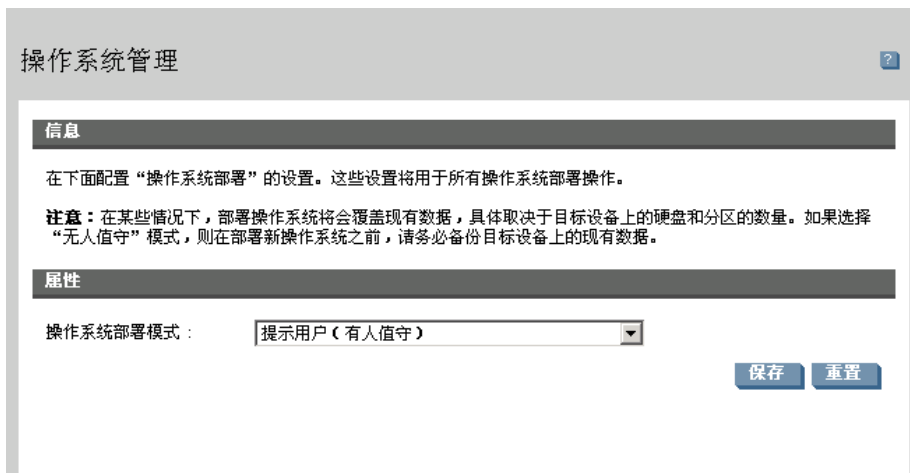 操作系统管理
?
信息
在下面配置“操作系统部署”的设置。这些设置将用于所有操作系统部署操作。
注意：在某些情况下，部署操作系统将会覆盖现有数据，具体取决于目标设备上的硬盘和分区的数量。如果选择
“无人值守”模式，则在部署新操作系统之前，请务必备份目标设备上的现有数据。
属性
操作系统部署模式：
提示用户（有人值守）
保存
重置